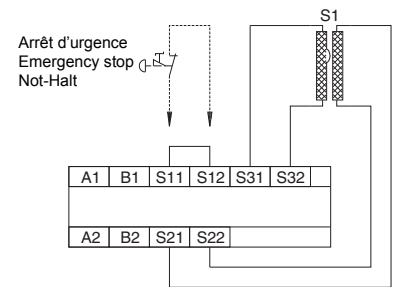 S1
Arrêt d'urgence
Emergency stop
Not-Halt
A1 B1 S11 S12 S31 S32
A2 B2 S21 S22